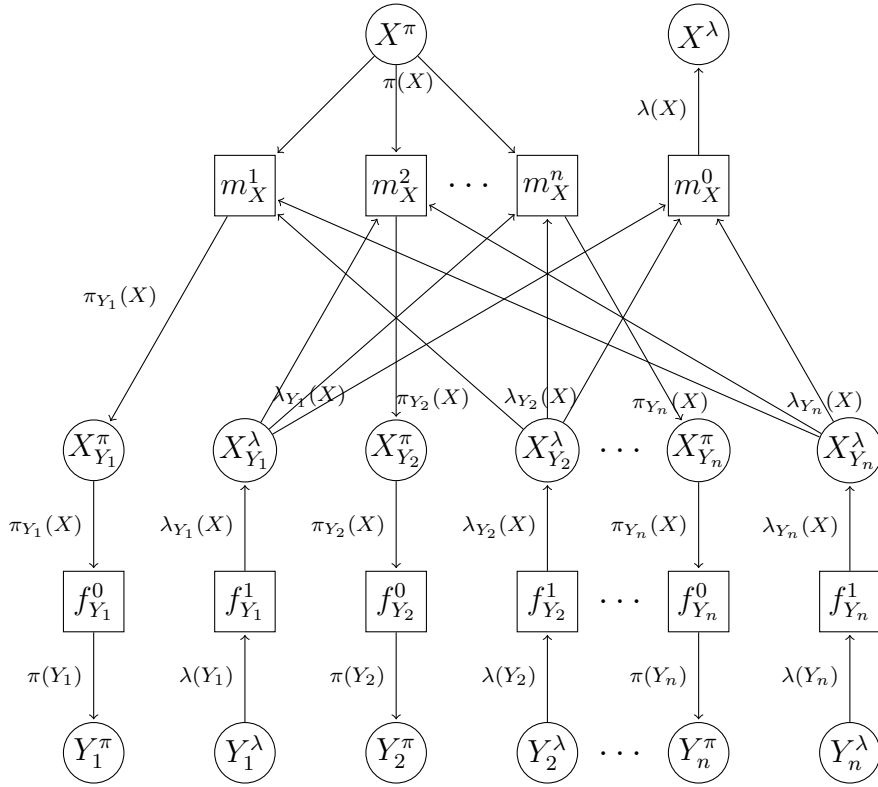 X^π X^λ
π(X) λ(X)
m_X^1 m_X^2 ··· m_X^n m_X^0
π_{Y_1}(X)
λ_{Y_1}(X) π_{Y_2}(X) λ_{Y_2}(X) π_{Y_n}(X) λ_{Y_n}(X)
X_{Y_1}^π X_{Y_1}^λ X_{Y_2}^π X_{Y_2}^λ ··· X_{Y_n}^π X_{Y_n}^λ
π_{Y_1}(X) λ_{Y_1}(X) π_{Y_2}(X) λ_{Y_2}(X) π_{Y_n}(X) λ_{Y_n}(X)
f_{Y_1}^0 f_{Y_1}^1 f_{Y_2}^0 f_{Y_2}^1 ··· f_{Y_n}^0 f_{Y_n}^1
π(Y_1) λ(Y_1) π(Y_2) λ(Y_2) π(Y_n) λ(Y_n)
Y_1^π Y_1^λ Y_2^π Y_2^λ ··· Y_n^π Y_n^λ